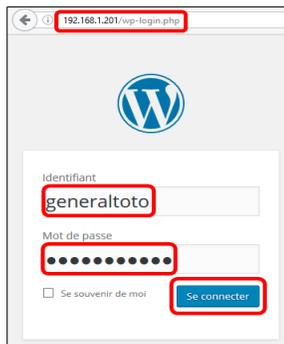 192.168.1.201/wp-login.php
Identifiant
generaltoto
Mot de passe
●●●●●●●●●●●
Se souvenir de moi
Se connecter